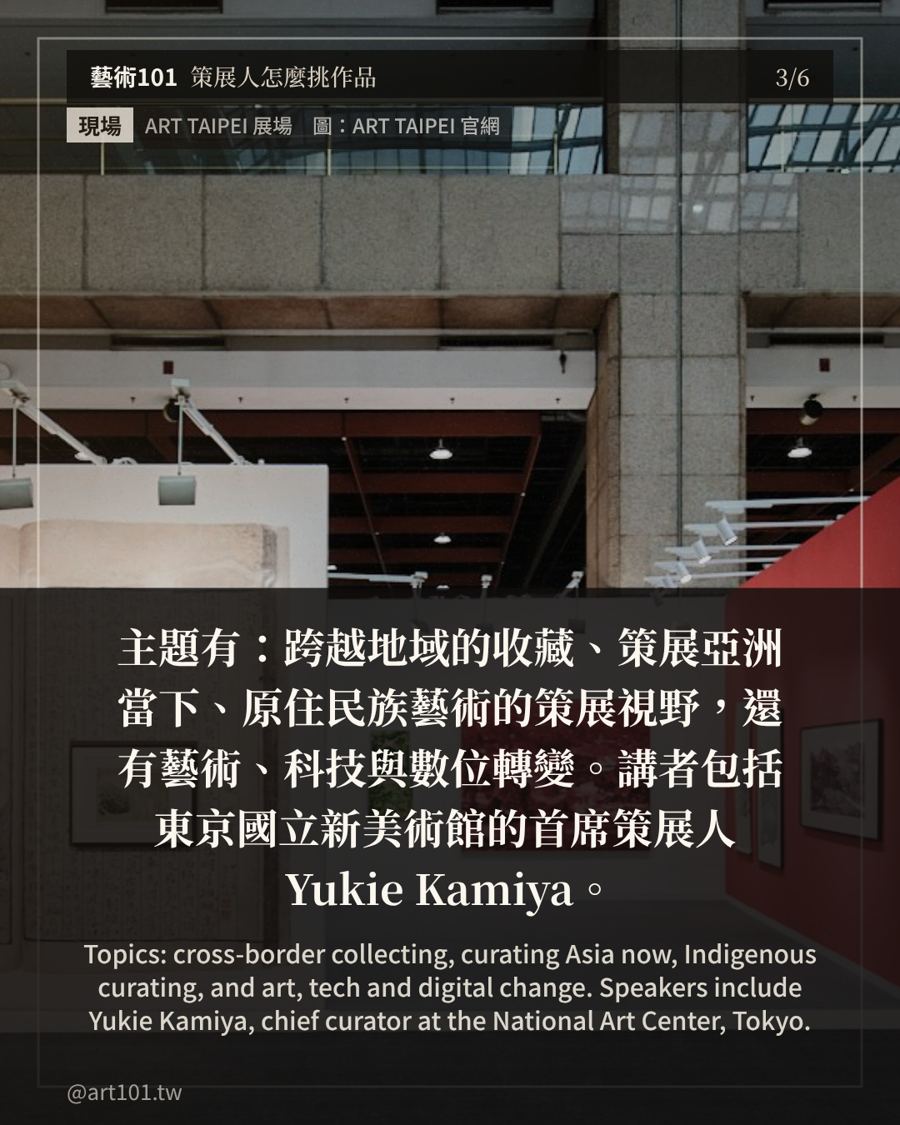 藝術101 策展人怎麼挑作品 3/6
現場 ART TAIPEI 展場 圖：ART TAIPEI 官網
主題有：跨越地域的收藏、策展亞洲
當下、原住民族藝術的策展視野，還
有藝術、科技與數位轉變。講者包括
東京國立新美術館的首席策展人
Yukie Kamiya。
Topics: cross-border collecting, curating Asia now, Indigenous
curating, and art, tech and digital change. Speakers include
Yukie Kamiya, chief curator at the National Art Center, Tokyo.
@art101.tw